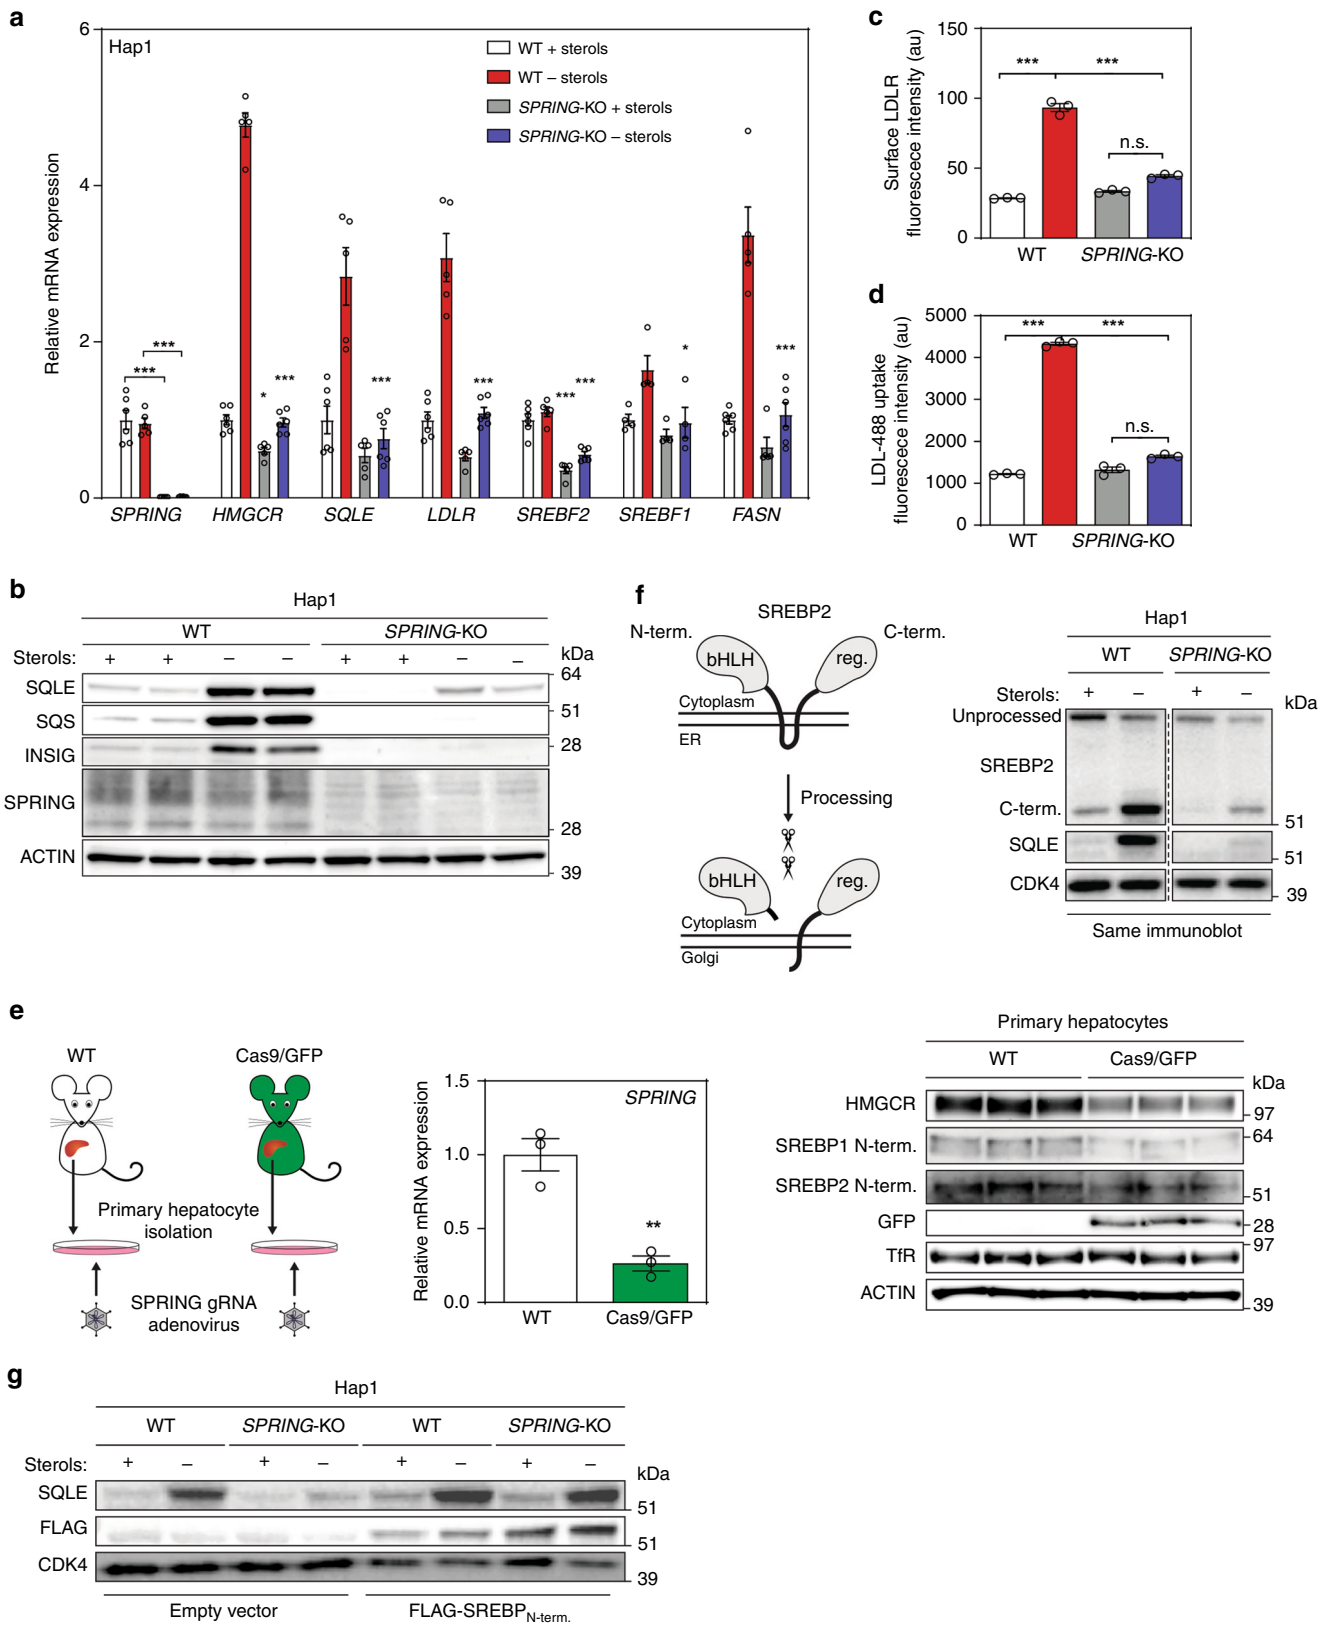 a
Hap1
WT + sterols
WT – sterols
SPRING-KO + sterols
SPRING-KO – sterols
Relative mRNA expression
6
4
2
0
***
***
*
***
***
***
***
***
*
***
SPRING HMGCR SQLE LDLR SREBF2 SREBF1 FASN
c
Surface LDLR
fluorescece intensity (au)
150
100
50
0
*** ***
n.s.
WT SPRING-KO
d
LDL-488 uptake
fluorescece intensity (au)
5000
4000
3000
2000
1000
0
*** ***
n.s.
WT SPRING-KO
b
Hap1
WT SPRING-KO
Sterols: + + – – + + – – kDa
SQLE 64
SQS 51
INSIG 28
SPRING 28
ACTIN 39
f
SREBP2
N-term. C-term.
bHLH reg.
Cytoplasm
ER
Processing
bHLH reg.
Cytoplasm
Golgi
Hap1
WT SPRING-KO
Sterols: + – + – kDa
Unprocessed
SREBP2
C-term. 51
SQLE 51
CDK4 39
Same immunoblot
e
WT Cas9/GFP
Primary hepatocyte
isolation
SPRING gRNA
adenovirus
Relative mRNA expression
1.5
1.0
0.5
0.0
SPRING
**
WT Cas9/GFP
Primary hepatocytes
WT Cas9/GFP
kDa
HMGCR 97
SREBP1 N-term. 64
SREBP2 N-term. 51
GFP 28
TfR 97
ACTIN 39
g
Hap1
WT SPRING-KO WT SPRING-KO
Sterols: + – + – + – + – kDa
SQLE 51
FLAG 51
CDK4 39
Empty vector FLAG-SREBPN-term.